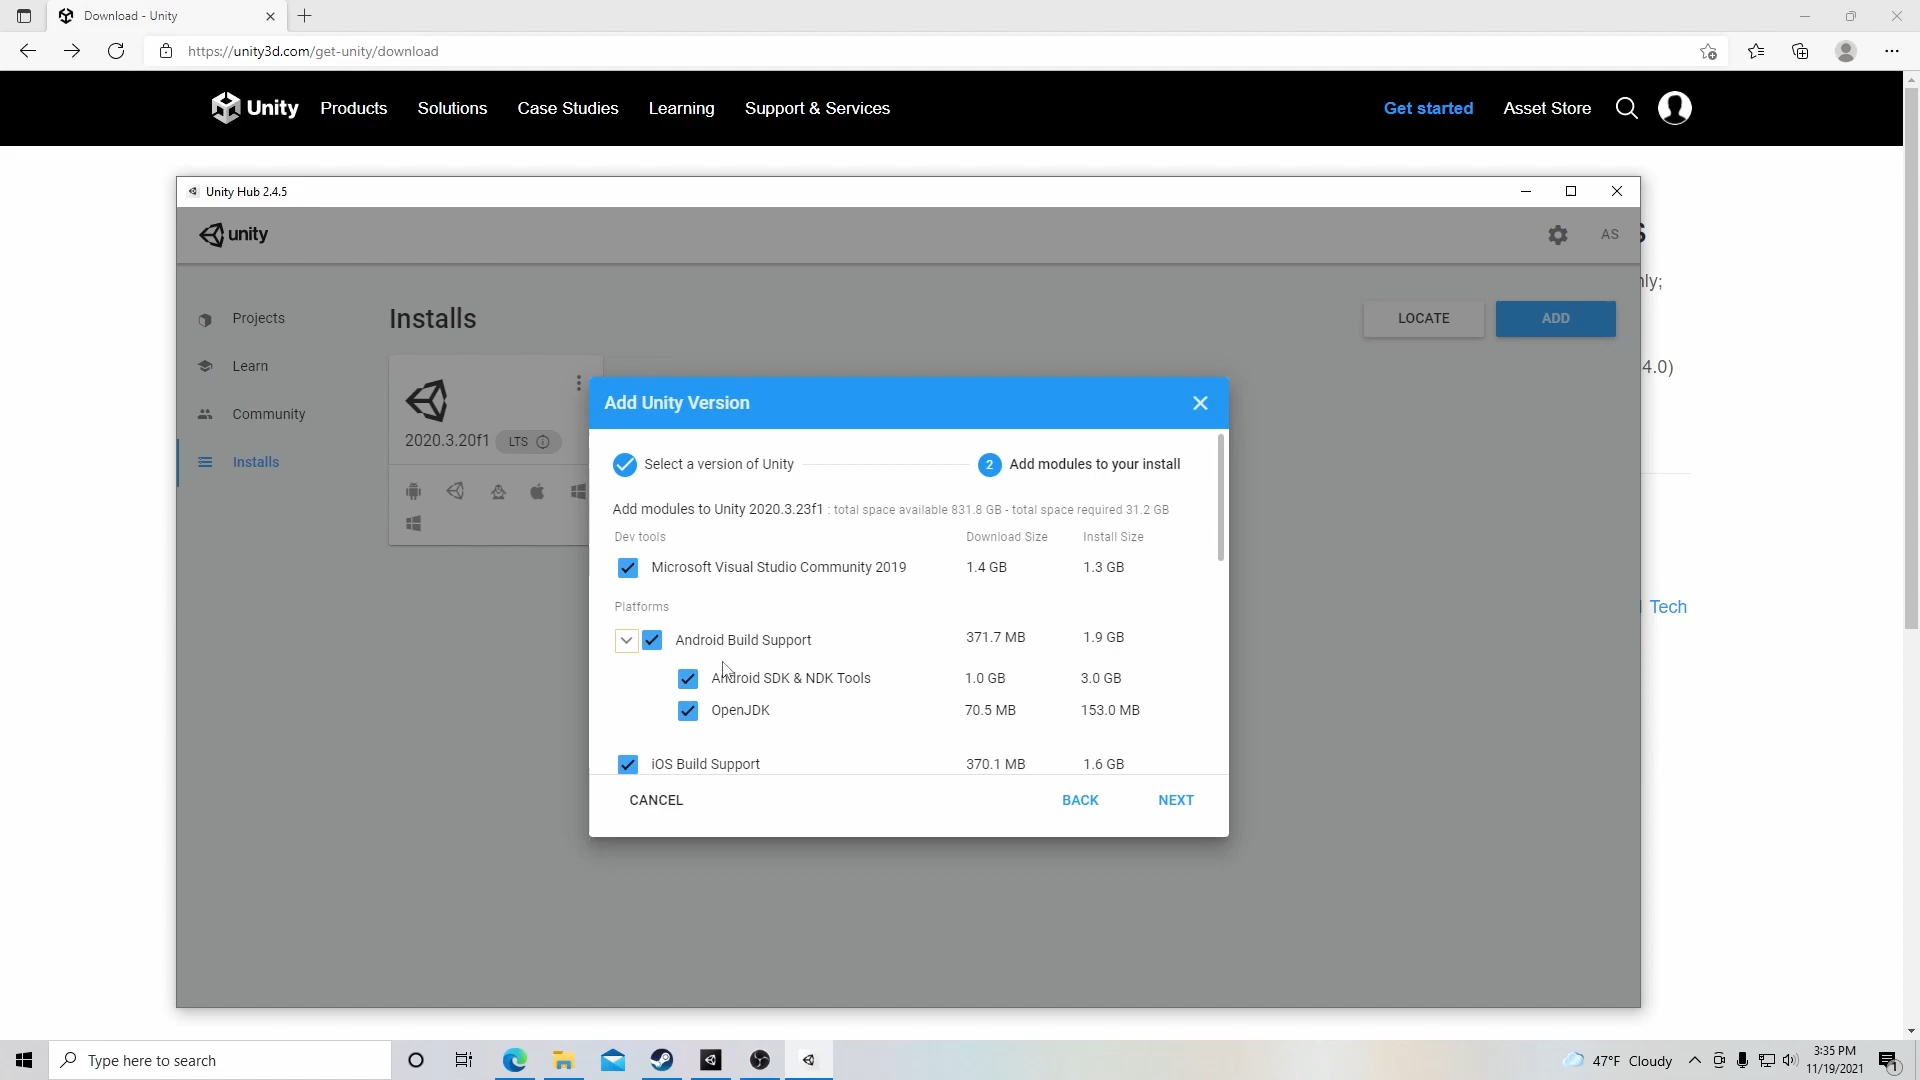 Download - Unity
https://unity3d.com/get-unity/download
Unity Products Solutions Case Studies Learning Support & Services Get started Asset Store
Unity Hub 2.4.5
unity AS
s
nly;
Projects
Installs
LOCATE ADD
Learn
4.0)
Community
Add Unity Version
2020.3.20f1 LTS
Installs
Select a version of Unity 2 Add modules to your install
Add modules to Unity 2020.3.23f1 : total space available 831.8 GB - total space required 31.2 GB
Dev tools Download Size Install Size
Microsoft Visual Studio Community 2019 1.4 GB 1.3 GB
Platforms
Tech
Android Build Support 371.7 MB 1.9 GB
Android SDK & NDK Tools 1.0 GB 3.0 GB
OpenJDK 70.5 MB 153.0 MB
iOS Build Support 370.1 MB 1.6 GB
CANCEL BACK NEXT
Type here to search
47°F Cloudy
3:35 PM
11/19/2021
1